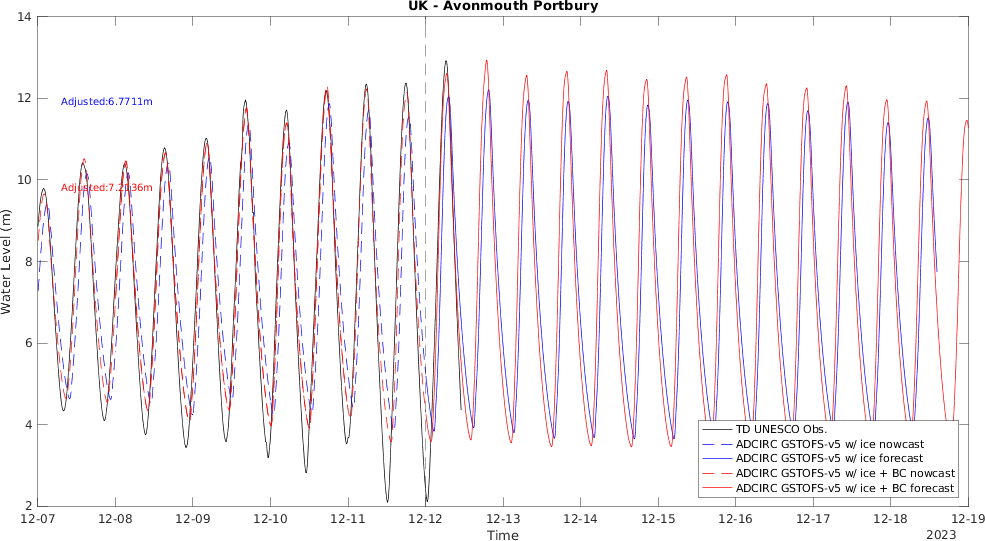 UK - Avonmouth Portbury
14
12
10
8
6
4
2
Water Level (m)
Adjusted:6.7711m
TD UNESCO Obs.
ADCIRC GSTOFS-v5 w/ ice nowcast
ADCIRC GSTOFS-v5 w/ ice forecast
ADCIRC GSTOFS-v5 w/ ice + BC nowcast
ADCIRC GSTOFS-v5 w/ ice + BC forecast
12-07 12-08 12-09 12-10 12-11 12-12 12-13 12-14 12-15 12-16 12-17 12-18 12-19
Time
2023